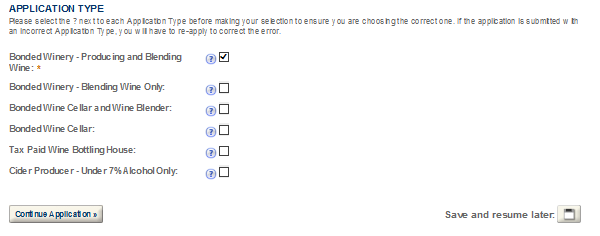 APPLICATION TYPE
Please select the ? next to each Application Type before making your selection to ensure you are choosing the correct one. If the application is submitted with
an incorrect Application Type, you will have to re-apply to correct the error.
Bonded Winery - Producing and Blending
Wine: *
Bonded Winery - Blending Wine Only:
Bonded Wine Cellar and Wine Blender:
Bonded Wine Cellar:
Tax Paid Wine Bottling House:
Cider Producer - Under 7% Alcohol Only:
Continue Application »
Save and resume later: